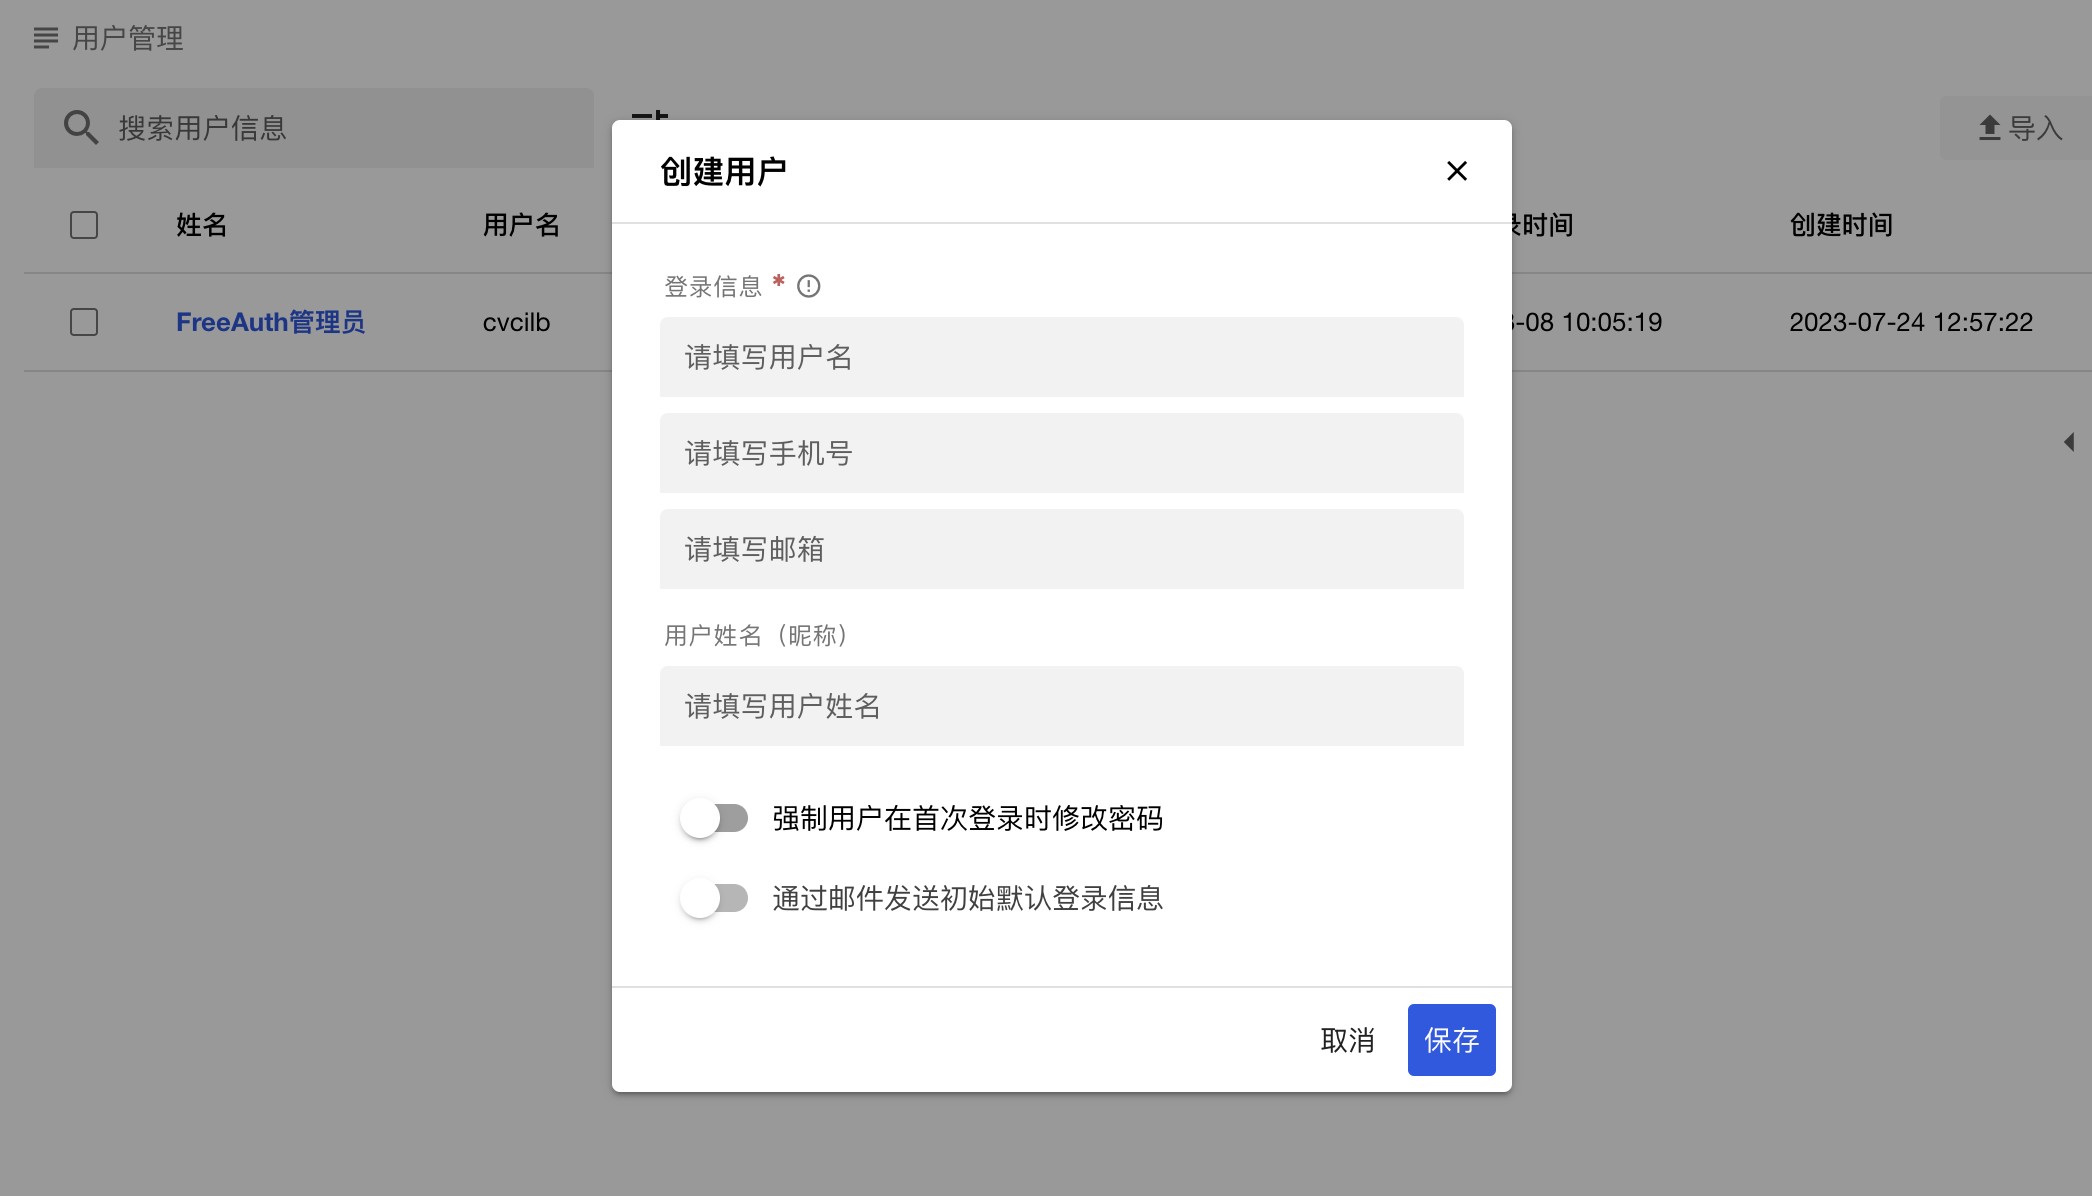 用户管理
搜索用户信息
导入
姓名
用户名
时间
创建时间
FreeAuth管理员
cvcilb
-08 10:05:19
2023-07-24 12:57:22
创建用户
登录信息 *
请填写用户名
请填写手机号
请填写邮箱
用户姓名（昵称）
请填写用户姓名
强制用户在首次登录时修改密码
通过邮件发送初始默认登录信息
取消
保存